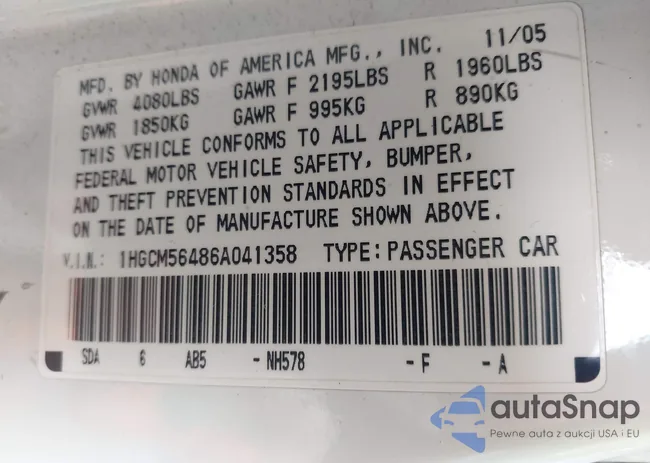 MFD. BY HONDA OF AMERICA MFG., INC. 11/05
GVWR 4080LBS GAWR F 2195LBS R 1960LBS
GVWR 1850KG GAWR F 995KG R 890KG
THIS VEHICLE CONFORMS TO ALL APPLICABLE
FEDERAL MOTOR VEHICLE SAFETY, BUMPER,
AND THEFT PREVENTION STANDARDS IN EFFECT
ON THE DATE OF MANUFACTURE SHOWN ABOVE.
V.I.N.: 1HGCM56486A041358 TYPE: PASSENGER CAR
SDA 6 AB5 -NH578 -F -A
autaSnap
Pewne auta z aukcji USA i EU